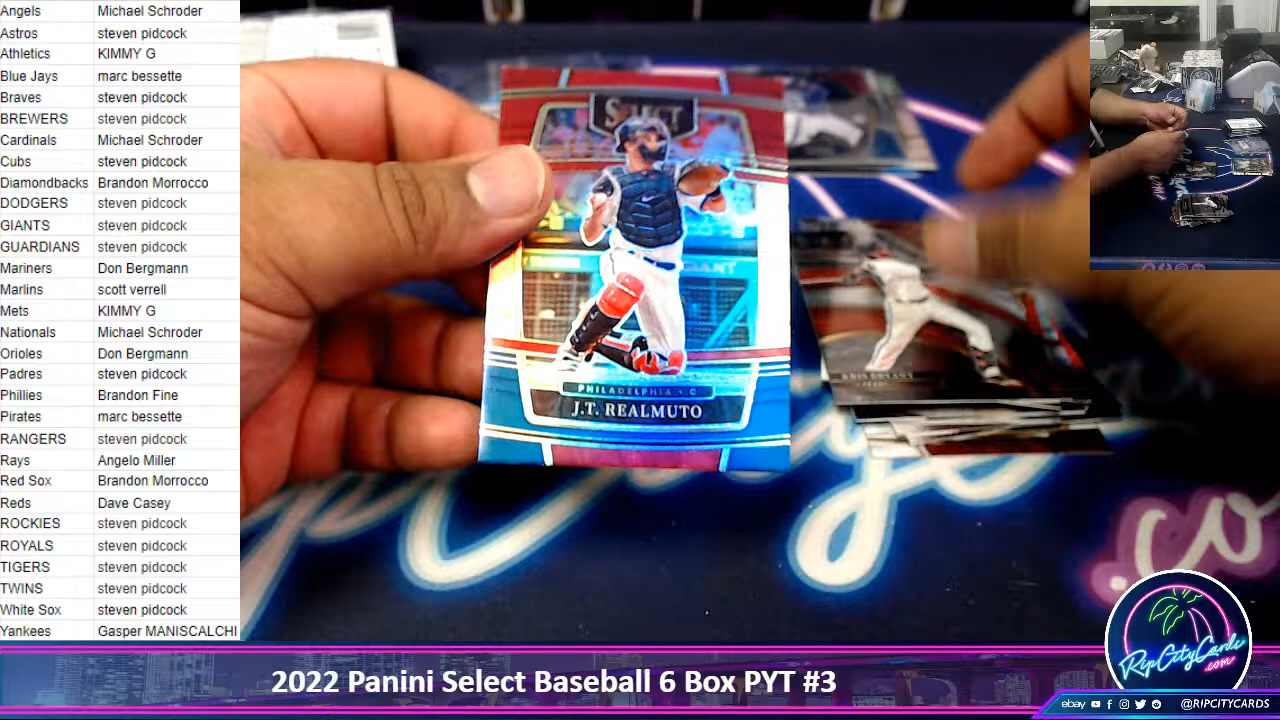 Angels Michael Schroder
Astros steven pidcock
Athletics KIMMY G
Blue Jays marc bessette
Braves steven pidcock
BREWERS steven pidcock
Cardinals Michael Schroder
Cubs steven pidcock
Diamondbacks Brandon Morrocco
DODGERS steven pidcock
GIANTS steven pidcock
GUARDIANS steven pidcock
Mariners Don Bergmann
Marlins scott verrell
Mets KIMMY G
Nationals Michael Schroder
Orioles Don Bergmann
Padres steven pidcock
Phillies Brandon Fine
Pirates marc bessette
RANGERS steven pidcock
Rays Angelo Miller
Red Sox Brandon Morrocco
Reds Dave Casey
ROCKIES steven pidcock
ROYALS steven pidcock
TIGERS steven pidcock
TWINS steven pidcock
White Sox steven pidcock
Yankees Gasper MANISCALCHI
SELECT
PHILADELPHIA • C
J.T. REALMUTO
.co
RipCityCards
.com
2022 Panini Select Baseball 6 Box PYT #3
ebay @RIPCITYCARDS